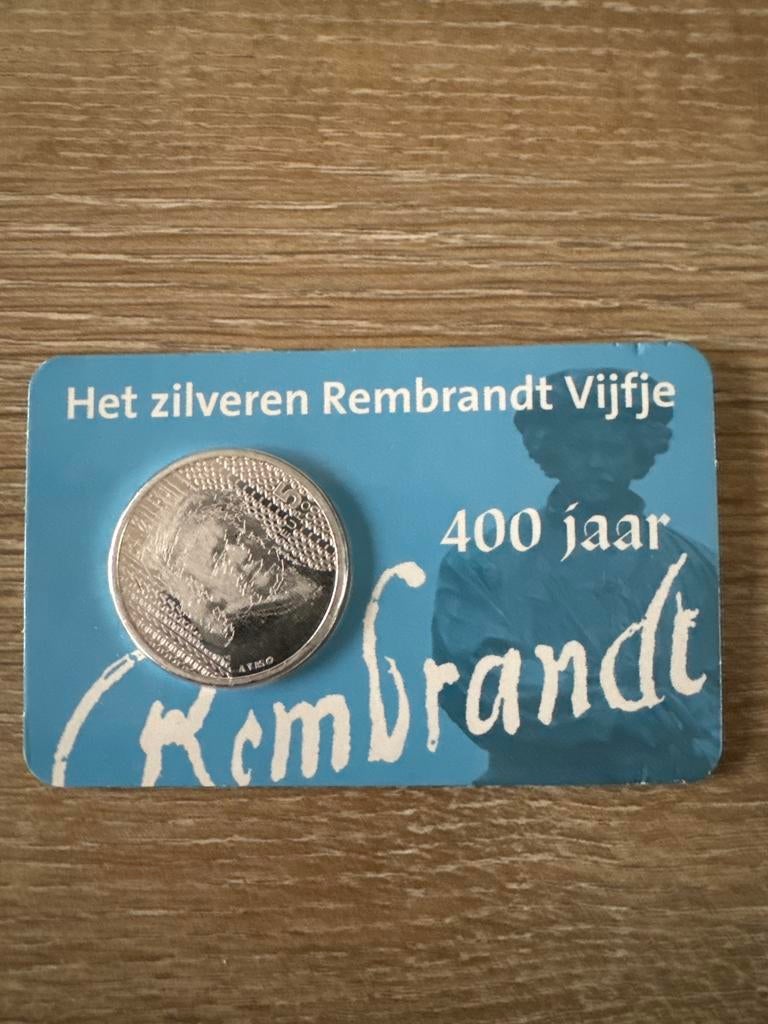 Het zilveren Rembrandt Vijfje
400 jaar
Rembrandt